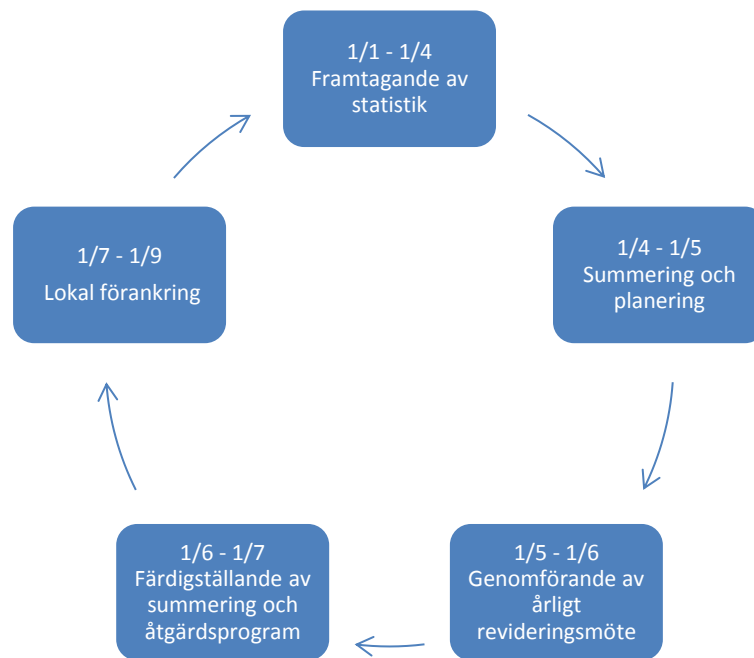 1/1 - 1/4
Framtagande av
statistik
1/4 - 1/5
Summering och
planering
1/5 - 1/6
Genomförande av
årligt
revideringsmöte
1/6 - 1/7
Färdigställande av
summering och
åtgärdsprogram
1/7 - 1/9
Lokal förankring